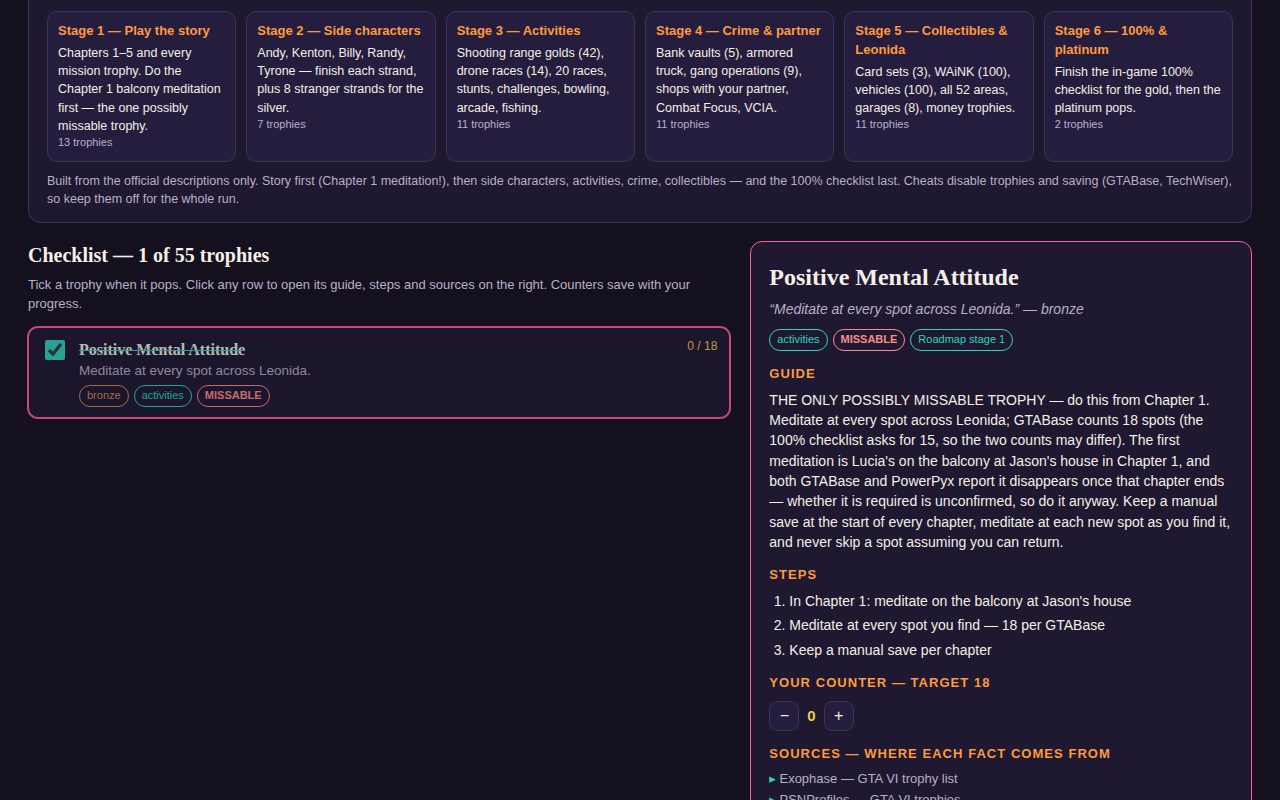 Stage 1 — Play the story
Chapters 1–5 and every
mission trophy. Do the
Chapter 1 balcony meditation
first — the one possibly
missable trophy.
13 trophies
Stage 2 — Side characters
Andy, Kenton, Billy, Randy,
Tyrone — finish each strand,
plus 8 stranger strands for the
silver.
7 trophies
Stage 3 — Activities
Shooting range golds (42),
drone races (14), 20 races,
stunts, challenges, bowling,
arcade, fishing.
11 trophies
Stage 4 — Crime & partner
Bank vaults (5), armored
truck, gang operations (9),
shops with your partner,
Combat Focus, VCIA.
11 trophies
Stage 5 — Collectibles &
Leonida
Card sets (3), WAiNK (100),
vehicles (100), all 52 areas,
garages (8), money trophies.
11 trophies
Stage 6 — 100% &
platinum
Finish the in-game 100%
checklist for the gold, then the
platinum pops.
2 trophies
Built from the official descriptions only. Story first (Chapter 1 meditation!), then side characters, activities, crime, collectibles — and the 100% checklist last. Cheats disable trophies and saving (GTABase, TechWiser),
so keep them off for the whole run.
Checklist — 1 of 55 trophies
Tick a trophy when it pops. Click any row to open its guide, steps and sources on the right. Counters save with your
progress.
Positive Mental Attitude
0 / 18
Meditate at every spot across Leonida.
bronze
activities
MISSABLE
Positive Mental Attitude
“Meditate at every spot across Leonida.” — bronze
activities
MISSABLE
Roadmap stage 1
GUIDE
THE ONLY POSSIBLY MISSABLE TROPHY — do this from Chapter 1.
Meditate at every spot across Leonida; GTABase counts 18 spots (the
100% checklist asks for 15, so the two counts may differ). The first
meditation is Lucia's on the balcony at Jason's house in Chapter 1, and
both GTABase and PowerPyx report it disappears once that chapter ends
— whether it is required is unconfirmed, so do it anyway. Keep a manual
save at the start of every chapter, meditate at each new spot as you find it,
and never skip a spot assuming you can return.
STEPS
1. In Chapter 1: meditate on the balcony at Jason's house
2. Meditate at every spot you find — 18 per GTABase
3. Keep a manual save per chapter
YOUR COUNTER — TARGET 18
− 0 +
SOURCES — WHERE EACH FACT COMES FROM
▸ Exophase — GTA VI trophy list
▸ PSNProfiles — GTA VI trophies